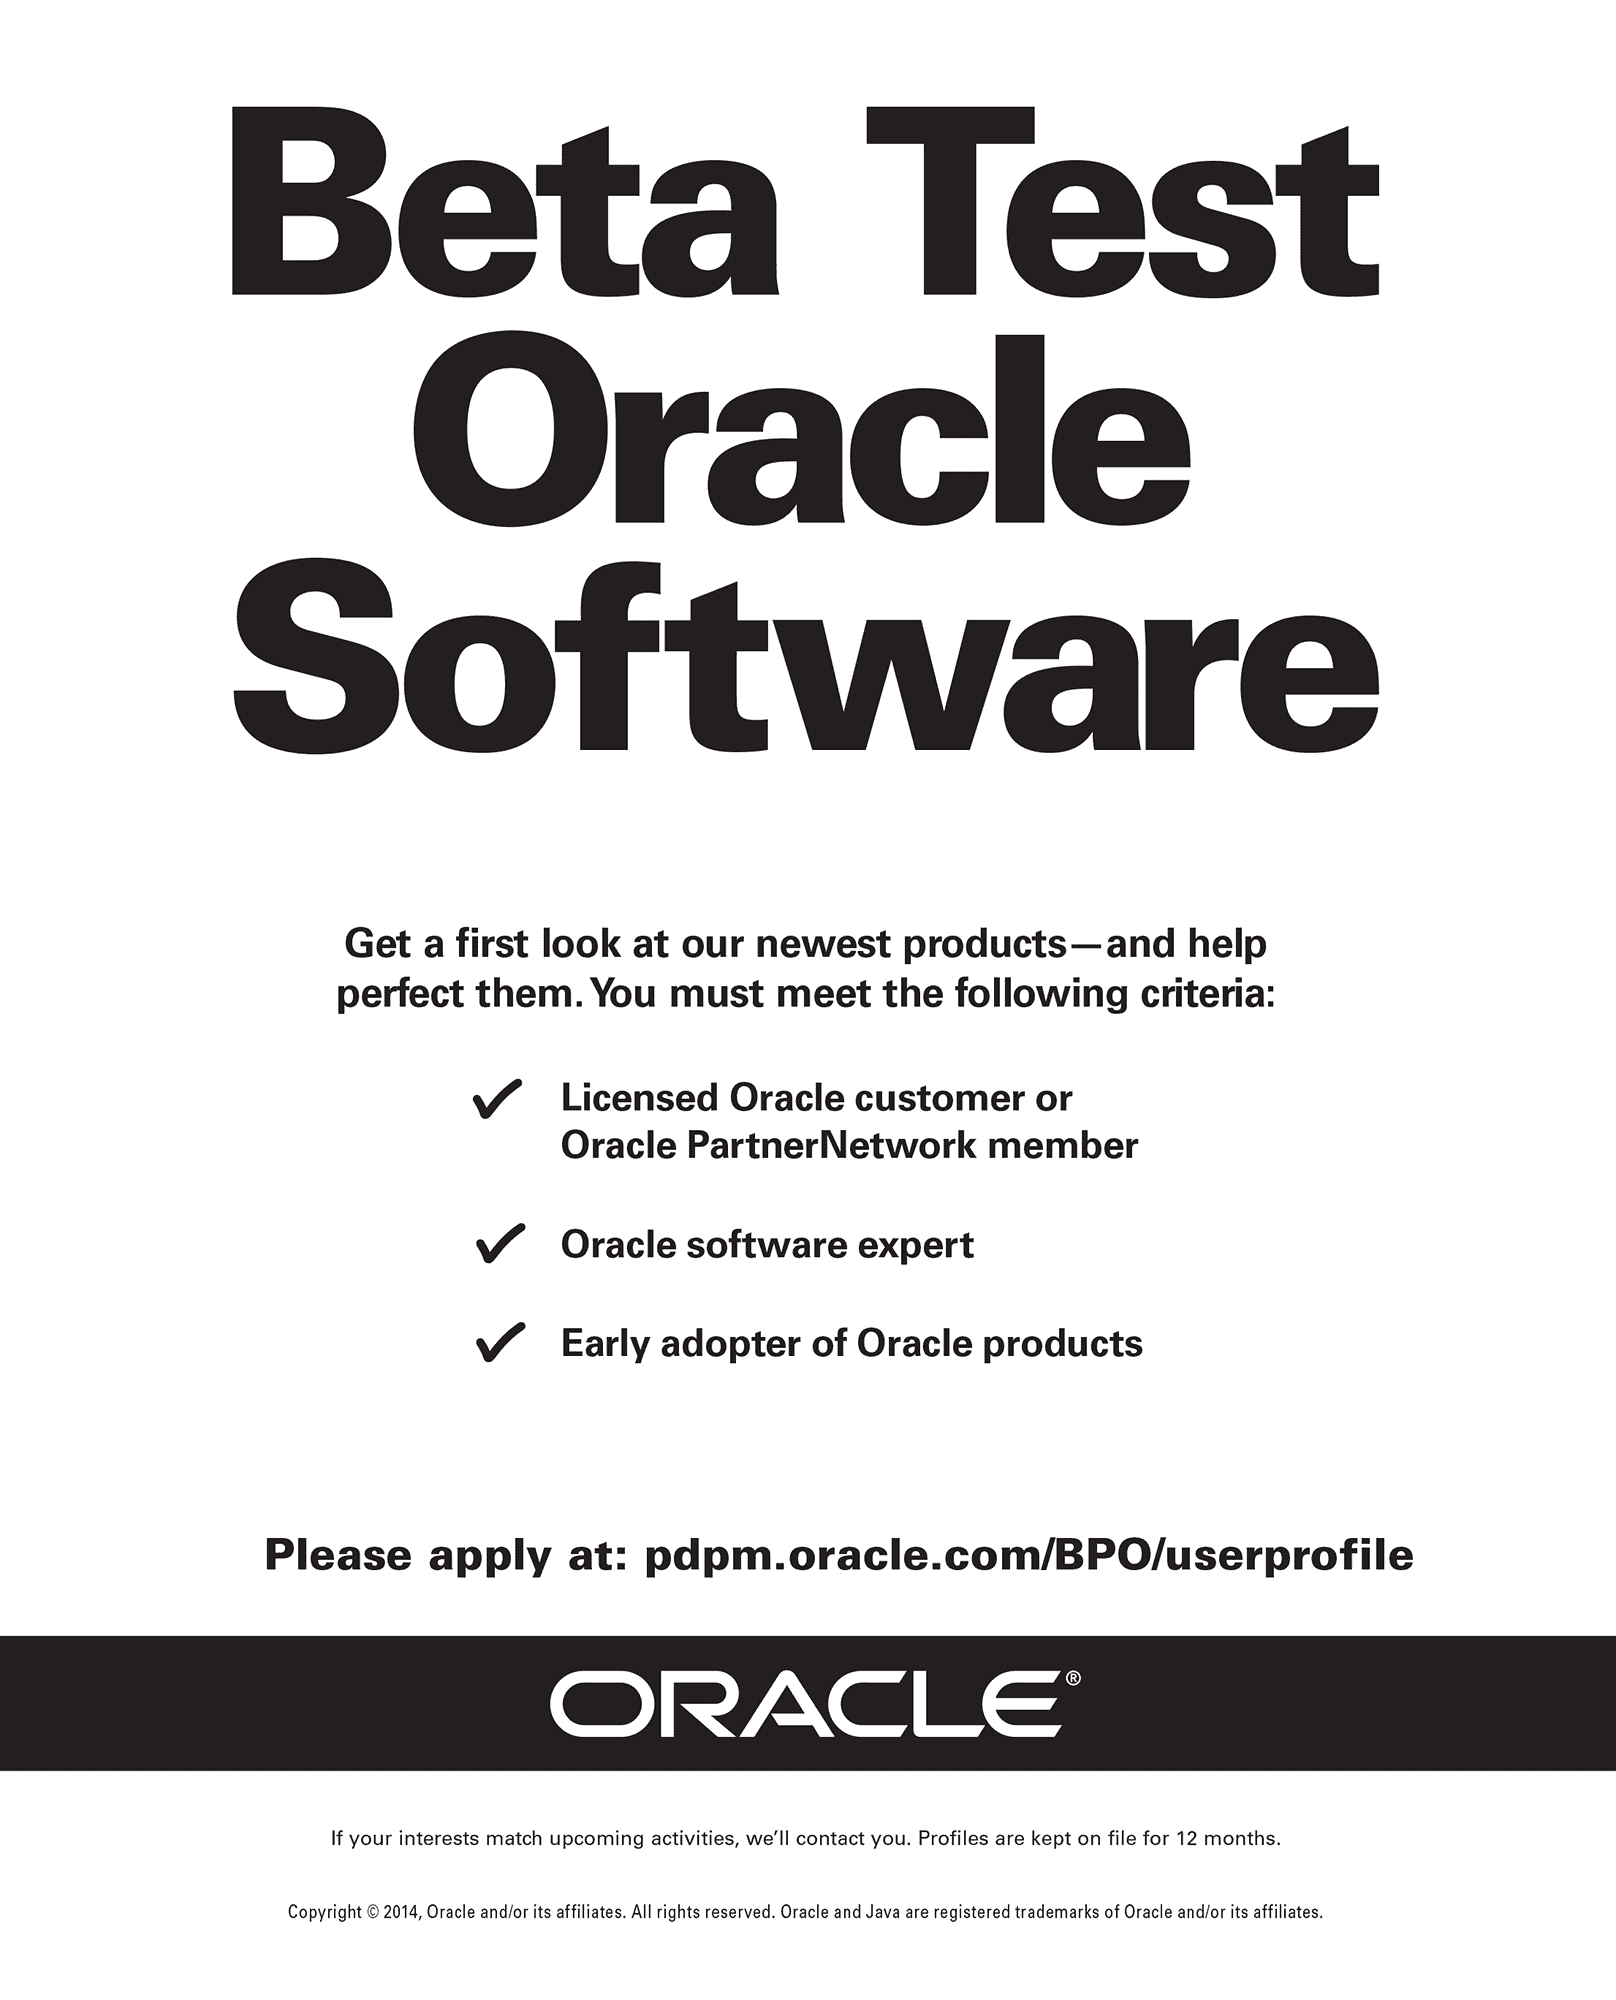 Beta Test
Oracle
Software
Get a first look at our newest products—and help
perfect them. You must meet the following criteria:
✓ Licensed Oracle customer or
Oracle PartnerNetwork member
✓ Oracle software expert
✓ Early adopter of Oracle products
Please apply at: pdpm.oracle.com/BPO/userprofile
ORACLE®
If your interests match upcoming activities, we’ll contact you. Profiles are kept on file for 12 months.
Copyright © 2014, Oracle and/or its affiliates. All rights reserved. Oracle and Java are registered trademarks of Oracle and/or its affiliates.